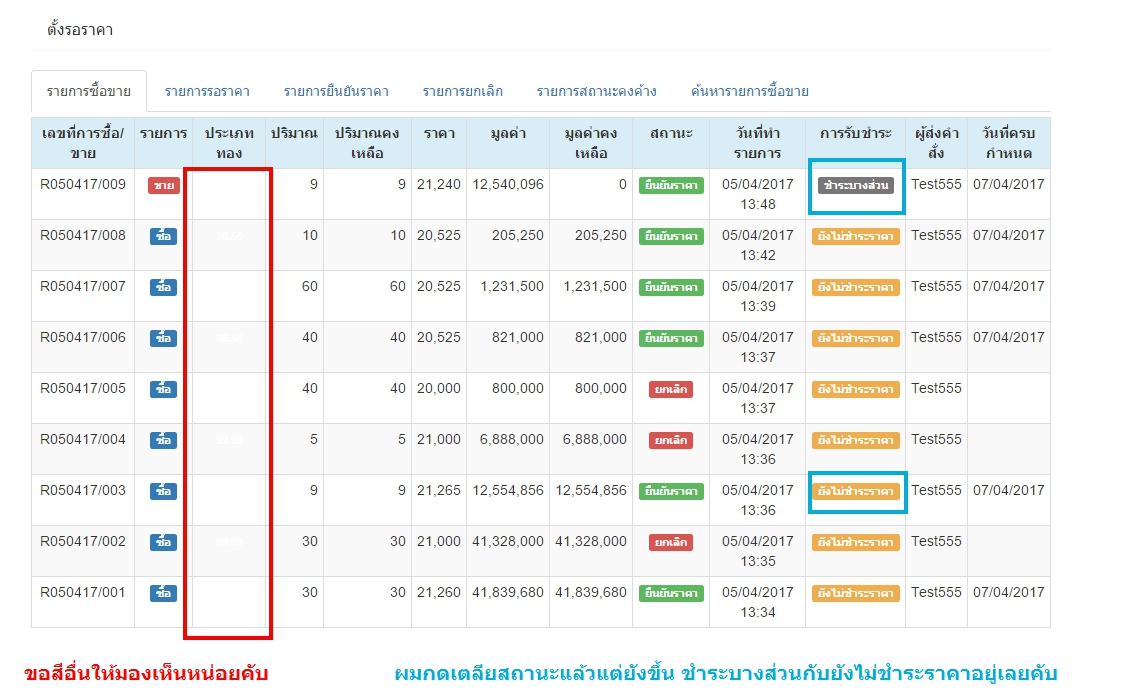 ตั้งรอราคา
รายการซื้อขาย รายการรอราคา รายการยืนยันราคา รายการยกเลิก รายการสถานะคงค้าง ค้นหารายการซื้อขาย
เลขที่การซื้อ/ขาย รายการ ประเภททอง ปริมาณ ปริมาณคงเหลือ ราคา มูลค่า มูลค่าคงเหลือ สถานะ วันที่ทำรายการ การรับชำระ ผู้ส่งคำสั่ง วันที่ครบกำหนด
R050417/009 ขาย 9 9 21,240 12,540,096 0 ยืนยันราคา 05/04/2017 13:48 ชำระบางส่วน Test555 07/04/2017
R050417/008 ซื้อ 10 10 20,525 205,250 205,250 ยืนยันราคา 05/04/2017 13:42 ยังไม่ชำระราคา Test555 07/04/2017
R050417/007 ซื้อ 60 60 20,525 1,231,500 1,231,500 ยืนยันราคา 05/04/2017 13:39 ยังไม่ชำระราคา Test555 07/04/2017
R050417/006 ซื้อ 40 40 20,525 821,000 821,000 ยืนยันราคา 05/04/2017 13:37 ยังไม่ชำระราคา Test555 07/04/2017
R050417/005 ซื้อ 40 40 20,000 800,000 800,000 ยกเลิก 05/04/2017 13:37 ยังไม่ชำระราคา Test555
R050417/004 ซื้อ 5 5 21,000 6,888,000 6,888,000 ยกเลิก 05/04/2017 13:36 ยังไม่ชำระราคา Test555
R050417/003 ซื้อ 9 9 21,265 12,554,856 12,554,856 ยืนยันราคา 05/04/2017 13:36 ยังไม่ชำระราคา Test555 07/04/2017
R050417/002 ซื้อ 30 30 21,000 41,328,000 41,328,000 ยกเลิก 05/04/2017 13:35 ยังไม่ชำระราคา Test555
R050417/001 ซื้อ 30 30 21,260 41,839,680 41,839,680 ยืนยันราคา 05/04/2017 13:34 ยังไม่ชำระราคา Test555 07/04/2017
ขอสีอื่นให้มองเห็นหน่อยคับ ผมกดเตลียสถานะแล้วแต่ยังขึ้น ชำระบางส่วนกับยังไม่ชำระราคาอยู่เลยคับ